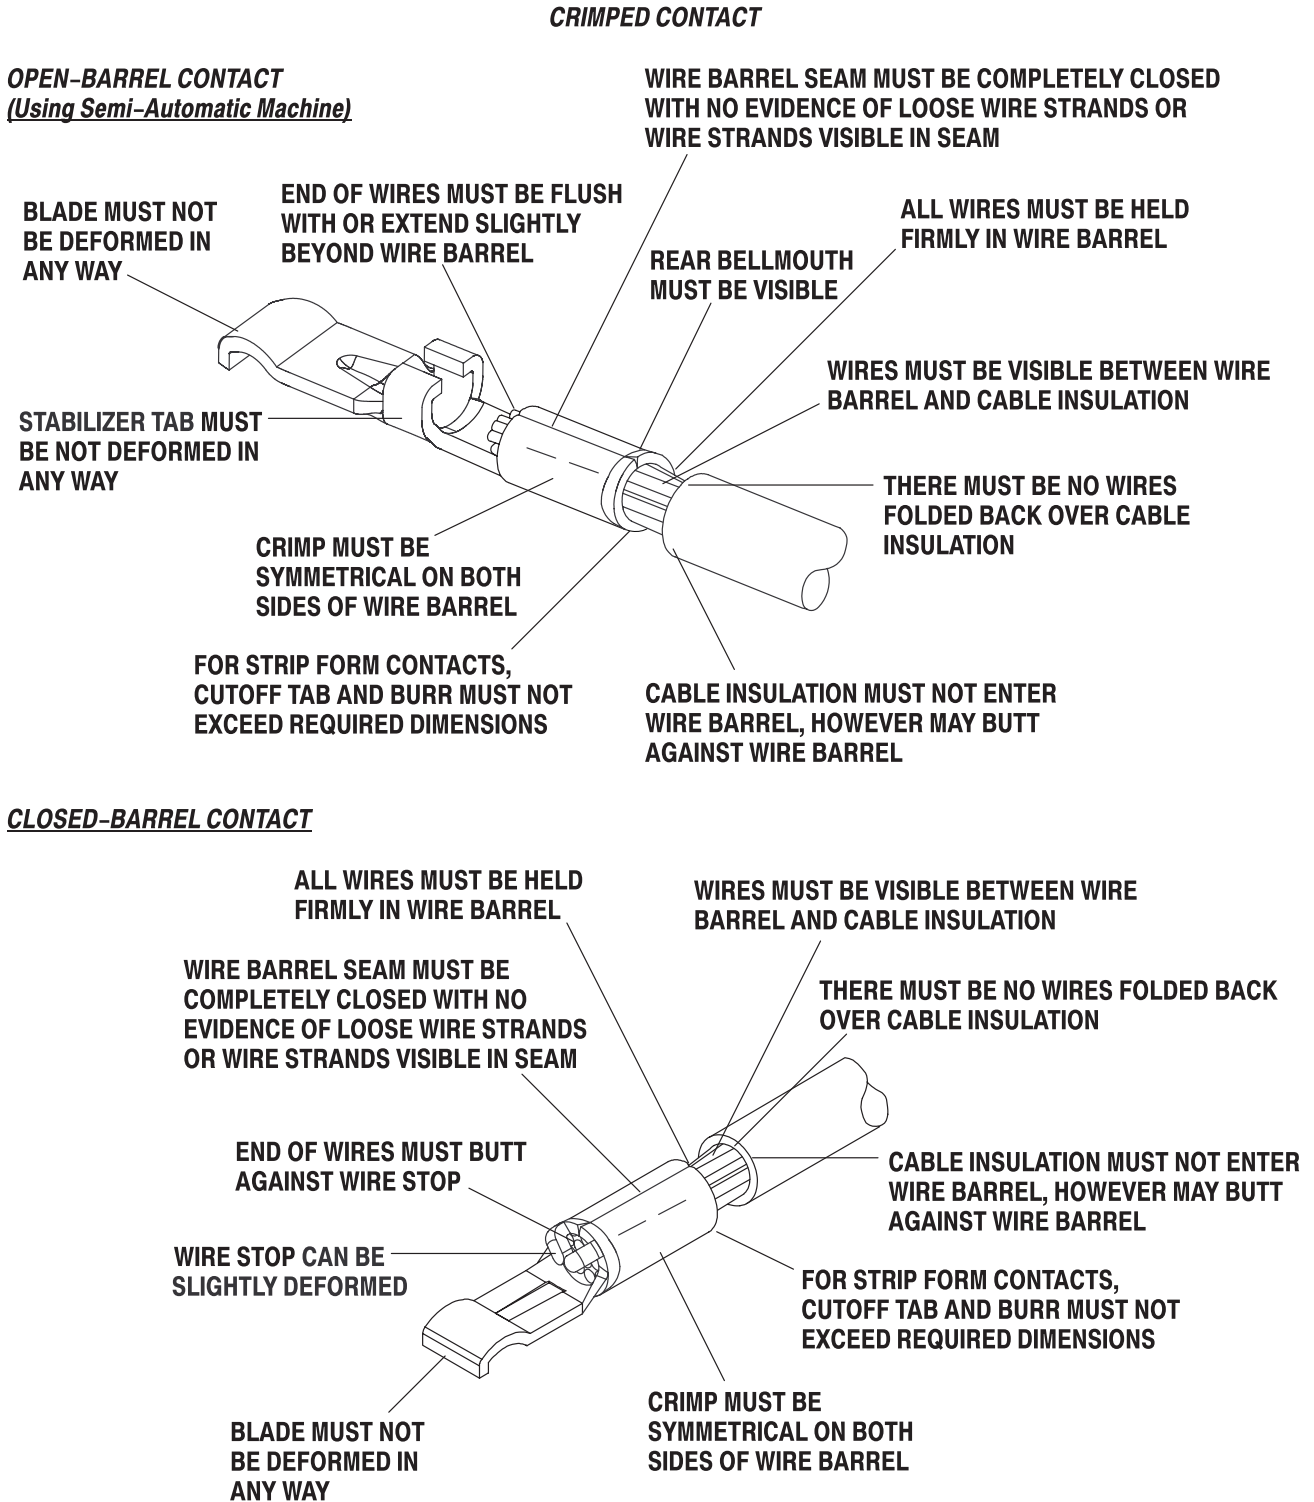 CRIMPED CONTACT
OPEN-BARREL CONTACT
(Using Semi-Automatic Machine)
WIRE BARREL SEAM MUST BE COMPLETELY CLOSED
WITH NO EVIDENCE OF LOOSE WIRE STRANDS OR
WIRE STRANDS VISIBLE IN SEAM
BLADE MUST NOT
BE DEFORMED IN
ANY WAY
END OF WIRES MUST BE FLUSH
WITH OR EXTEND SLIGHTLY
BEYOND WIRE BARREL
REAR BELLMOUTH
MUST BE VISIBLE
ALL WIRES MUST BE HELD
FIRMLY IN WIRE BARREL
WIRES MUST BE VISIBLE BETWEEN WIRE
BARREL AND CABLE INSULATION
STABILIZER TAB MUST
BE NOT DEFORMED IN
ANY WAY
THERE MUST BE NO WIRES
FOLDED BACK OVER CABLE
INSULATION
CRIMP MUST BE
SYMMETRICAL ON BOTH
SIDES OF WIRE BARREL
FOR STRIP FORM CONTACTS,
CUTOFF TAB AND BURR MUST NOT
EXCEED REQUIRED DIMENSIONS
CABLE INSULATION MUST NOT ENTER
WIRE BARREL, HOWEVER MAY BUTT
AGAINST WIRE BARREL
CLOSED-BARREL CONTACT
ALL WIRES MUST BE HELD
FIRMLY IN WIRE BARREL
WIRES MUST BE VISIBLE BETWEEN WIRE
BARREL AND CABLE INSULATION
WIRE BARREL SEAM MUST BE
COMPLETELY CLOSED WITH NO
EVIDENCE OF LOOSE WIRE STRANDS
OR WIRE STRANDS VISIBLE IN SEAM
THERE MUST BE NO WIRES FOLDED BACK
OVER CABLE INSULATION
END OF WIRES MUST BUTT
AGAINST WIRE STOP
CABLE INSULATION MUST NOT ENTER
WIRE BARREL, HOWEVER MAY BUTT
AGAINST WIRE BARREL
WIRE STOP CAN BE
SLIGHTLY DEFORMED
FOR STRIP FORM CONTACTS,
CUTOFF TAB AND BURR MUST NOT
EXCEED REQUIRED DIMENSIONS
BLADE MUST NOT
BE DEFORMED IN
ANY WAY
CRIMP MUST BE
SYMMETRICAL ON BOTH
SIDES OF WIRE BARREL